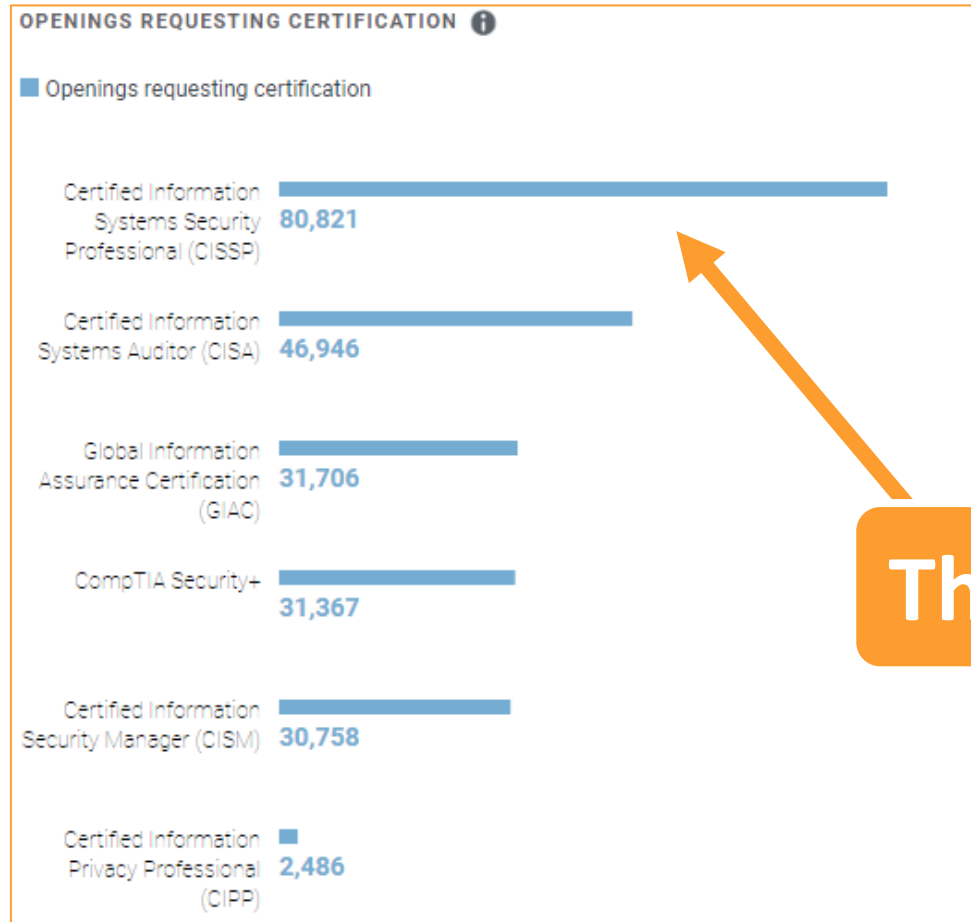 OPENINGS REQUESTING CERTIFICATION
Openings requesting certification
Certified Information
Systems Security
Professional (CISSP)
80,821
Certified Information
Systems Auditor (CISA)
46,946
Global Information
Assurance Certification
(GIAC)
31,706
CompTIA Security+
31,367
Certified Information
Security Manager (CISM)
30,758
Certified Information
Privacy Professional
(CIPP)
2,486